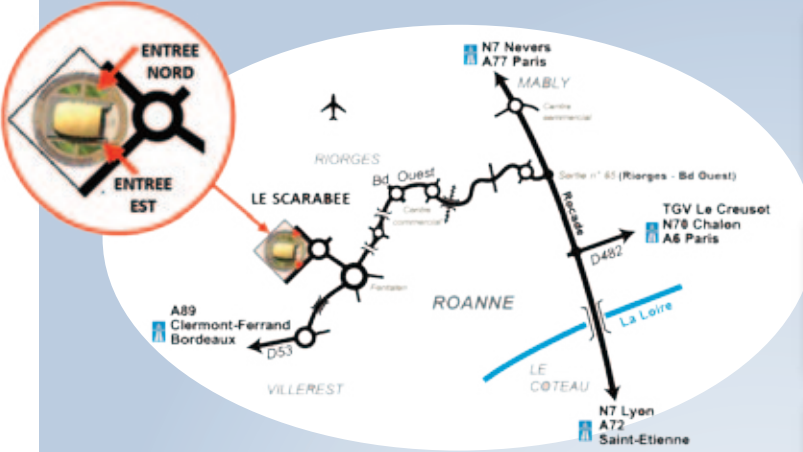 ENTREE
NORD
ENTREE
EST
N7 Nevers
A77 Paris
MABLY
Centre
commercial
RIORGES
Bd Ouest
Sortie n° 65 (Riorges - Bd Ouest)
LE SCARABEE
Centre
commercial
Rocade
TGV Le Creusot
N70 Chalon
A6 Paris
D482
ROANNE
La Loire
A89
Clermont-Ferrand
Bordeaux
D53
VILLEREST
LE
COTEAU
N7 Lyon
A72
Saint-Etienne